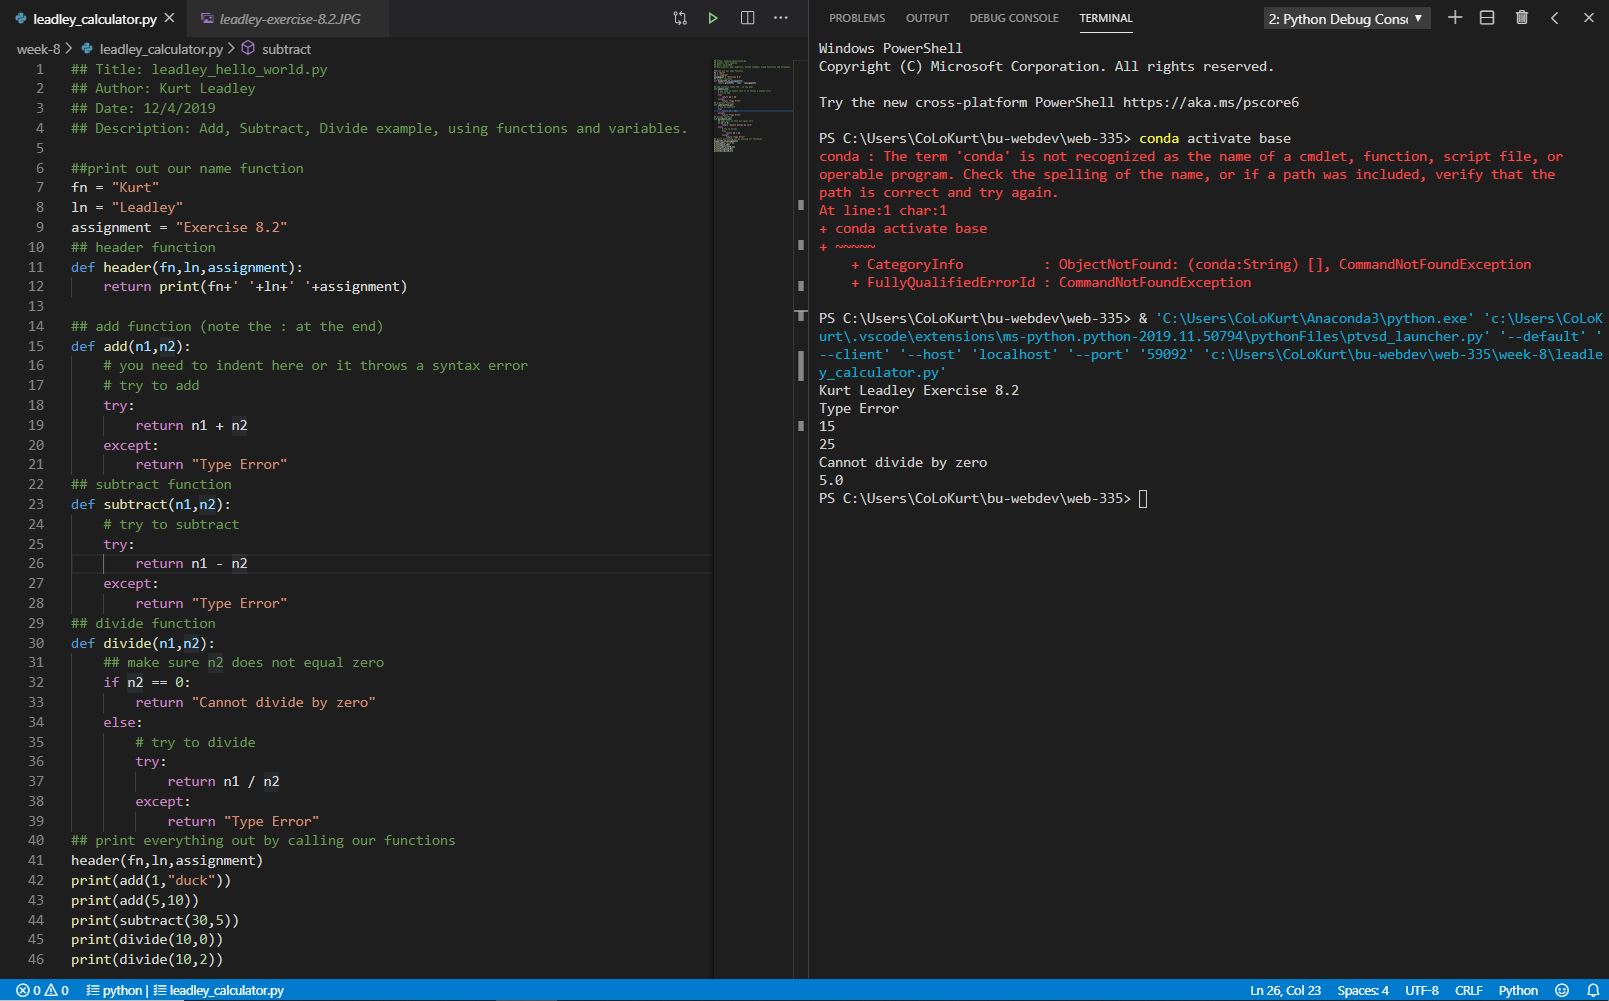 leadley_calculator.py
leadley-exercise-8.2.JPG
week-8 > leadley_calculator.py > subtract
1 ## Title: leadley_hello_world.py
2 ## Author: Kurt Leadley
3 ## Date: 12/4/2019
4 ## Description: Add, Subtract, Divide example, using functions and variables.
5
6 ##print out our name function
7 fn = "Kurt"
8 ln = "Leadley"
9 assignment = "Exercise 8.2"
10 ## header function
11 def header(fn,ln,assignment):
12     return print(fn+' '+ln+' '+assignment)
13
14 ## add function (note the : at the end)
15 def add(n1,n2):
16     # you need to indent here or it throws a syntax error
17     # try to add
18     try:
19         return n1 + n2
20     except:
21         return "Type Error"
22 ## subtract function
23 def subtract(n1,n2):
24     # try to subtract
25     try:
26         return n1 - n2
27     except:
28         return "Type Error"
29 ## divide function
30 def divide(n1,n2):
31     ## make sure n2 does not equal zero
32     if n2 == 0:
33         return "Cannot divide by zero"
34     else:
35         # try to divide
36         try:
37             return n1 / n2
38         except:
39             return "Type Error"
40 ## print everything out by calling our functions
41 header(fn,ln,assignment)
42 print(add(1,"duck"))
43 print(add(5,10))
44 print(subtract(30,5))
45 print(divide(10,0))
46 print(divide(10,2))
PROBLEMS OUTPUT DEBUG CONSOLE TERMINAL
2: Python Debug Consc
Windows PowerShell
Copyright (C) Microsoft Corporation. All rights reserved.
Try the new cross-platform PowerShell https://aka.ms/pscore6
PS C:\Users\CoLoKurt\bu-webdev\web-335> conda activate base
conda : The term 'conda' is not recognized as the name of a cmdlet, function, script file, or
operable program. Check the spelling of the name, or if a path was included, verify that the
path is correct and try again.
At line:1 char:1
+ conda activate base
+ ~~~~~
    + CategoryInfo          : ObjectNotFound: (conda:String) [], CommandNotFoundException
    + FullyQualifiedErrorId : CommandNotFoundException
PS C:\Users\CoLoKurt\bu-webdev\web-335> & 'C:\Users\CoLoKurt\Anaconda3\python.exe' 'c:\Users\CoLoK
urt\.vscode\extensions\ms-python.python-2019.11.50794\pythonFiles\ptvsd_launcher.py' '--default' '
--client' '--host' 'localhost' '--port' '59092' 'c:\Users\CoLoKurt\bu-webdev\web-335\week-8\leadle
y_calculator.py'
Kurt Leadley Exercise 8.2
Type Error
15
25
Cannot divide by zero
5.0
PS C:\Users\CoLoKurt\bu-webdev\web-335>
0 0 python | leadley_calculator.py
Ln 26, Col 23 Spaces: 4 UTF-8 CRLF Python